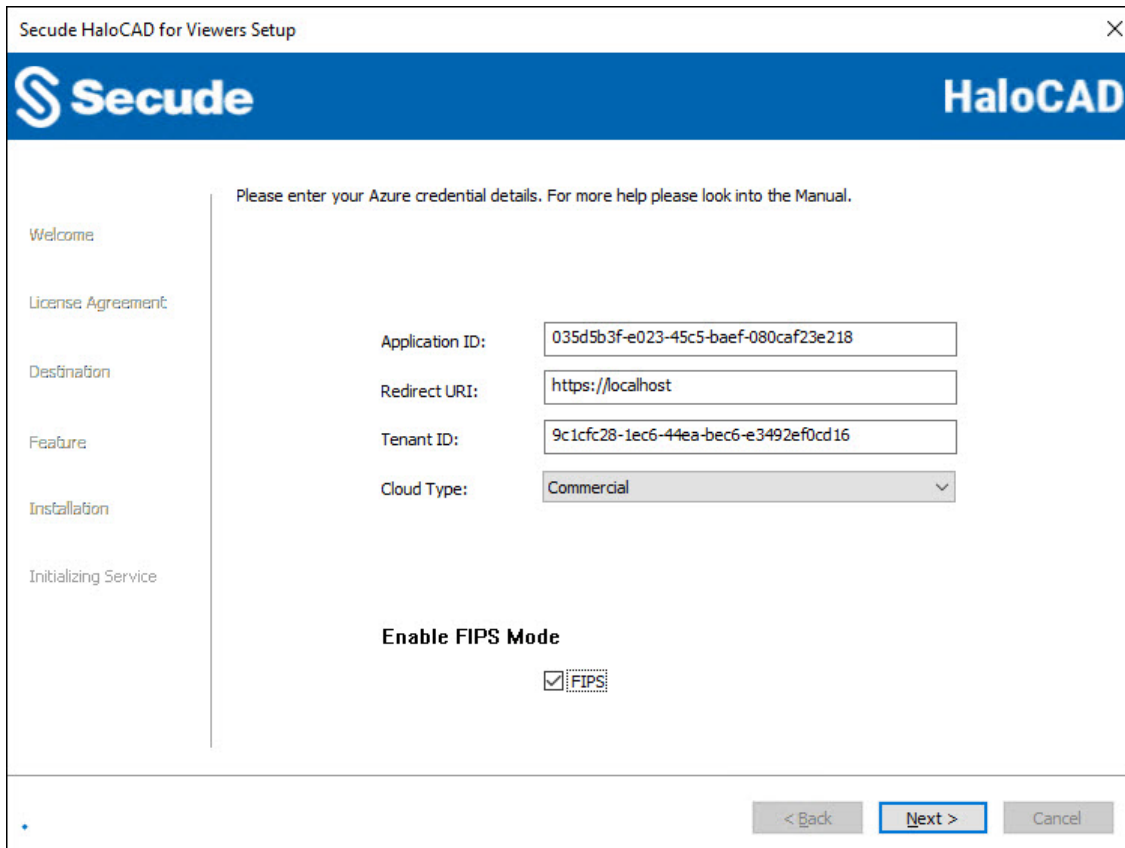 Secude HaloCAD for Viewers Setup
Secude
HaloCAD
Please enter your Azure credential details. For more help please look into the Manual.
Welcome
License Agreement
Destination
Feature
Installation
Initializing Service
Application ID: 035d5b3f-e023-45c5-baef-080caf23e218
Redirect URI: https://localhost
Tenant ID: 9c1cfc28-1ec6-44ea-bec6-e3492ef0cd16
Cloud Type: Commercial
Enable FIPS Mode
FIPS
< Back
Next >
Cancel